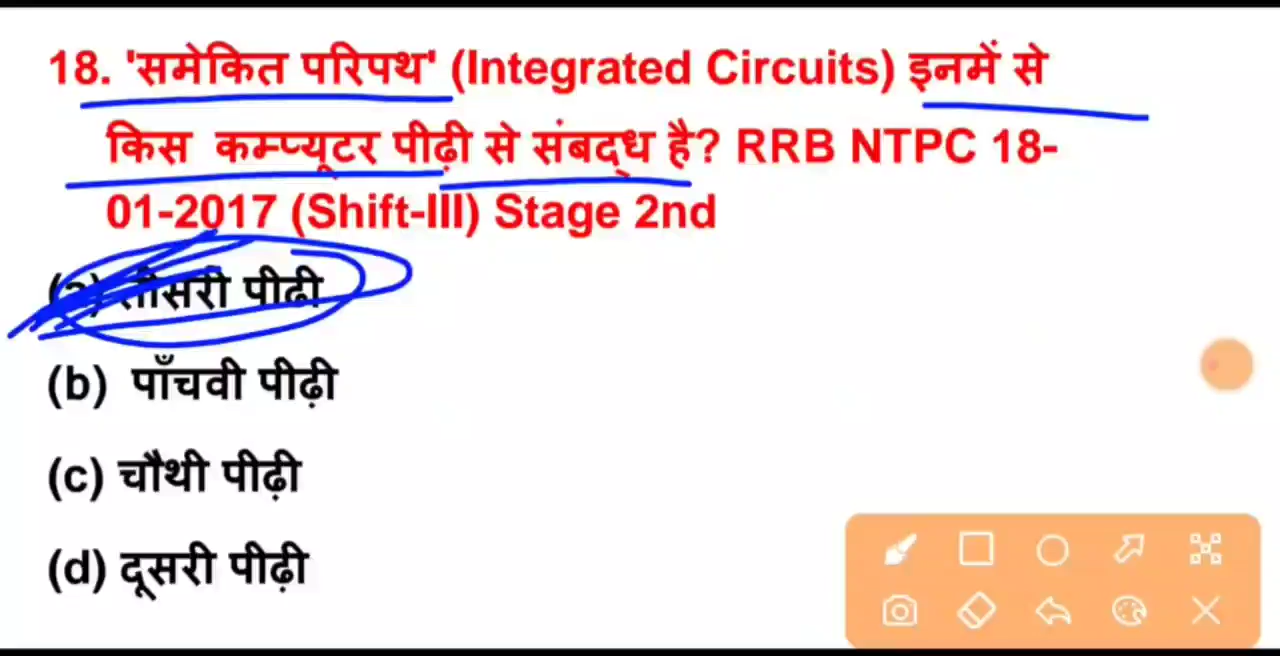 18. 'समेकित परिपथ' (Integrated Circuits) इनमें से
किस कम्प्यूटर पीढ़ी से संबद्ध है? RRB NTPC 18-
01-2017 (Shift-III) Stage 2nd
(a) तीसरी पीढ़ी
(b) पाँचवी पीढ़ी
(c) चौथी पीढ़ी
(d) दूसरी पीढ़ी